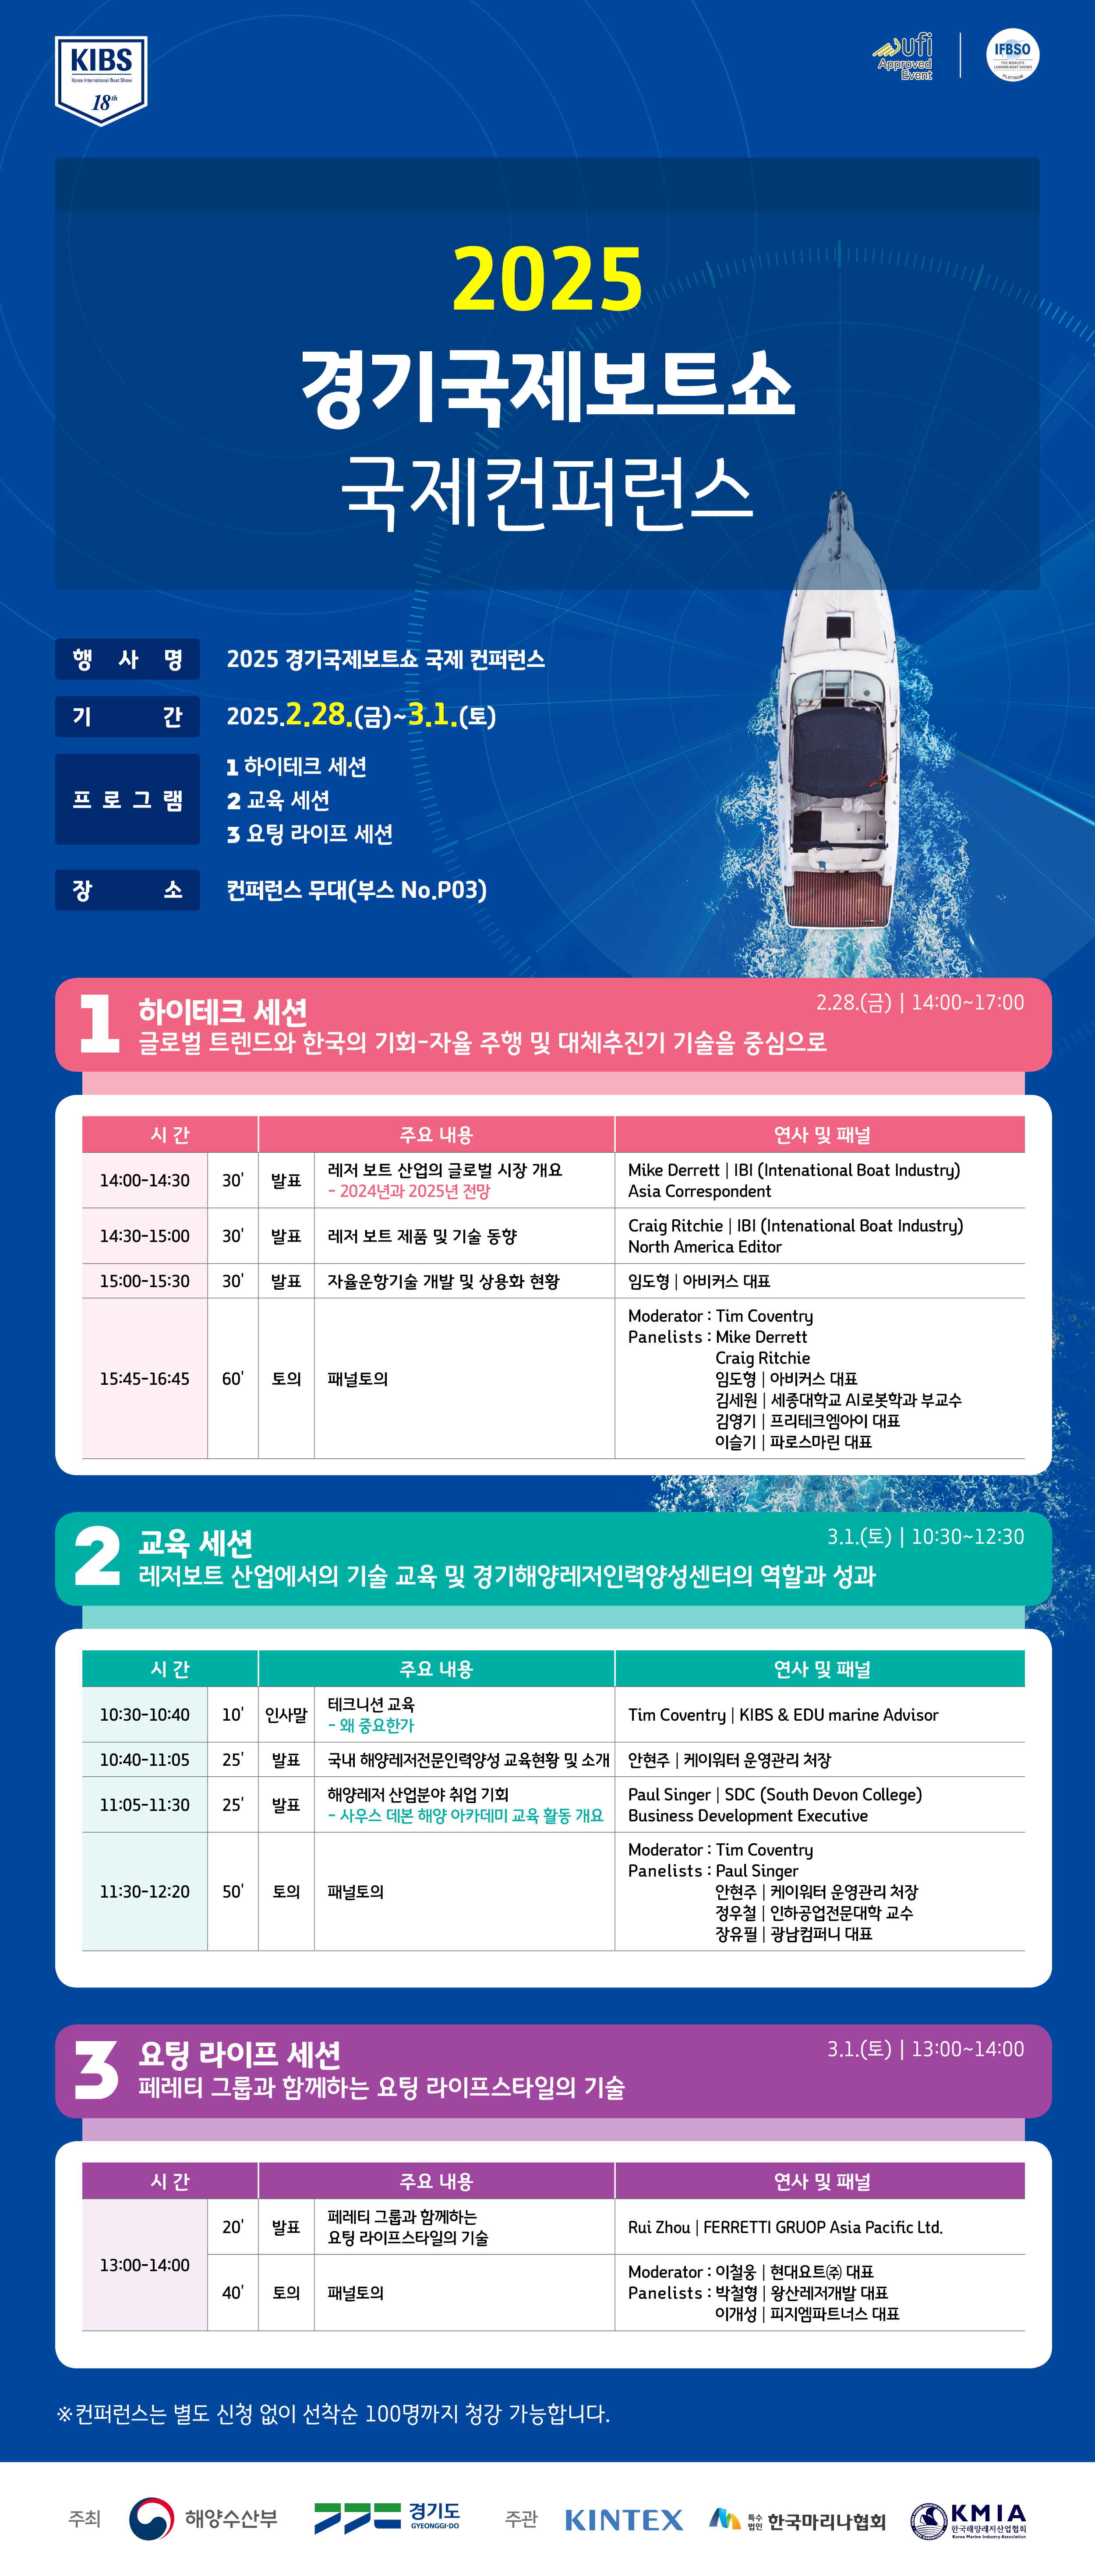 KIBS
Korea International Boat Show
18th
ufi
Approved
Event
IFBSO
THE WORLD'S
LEADING BOAT SHOWS
PLATINUM
2025
경기국제보트쇼
국제컨퍼런스
행 사 명
2025 경기국제보트쇼 국제 컨퍼런스
기 간
2025.2.28.(금)~3.1.(토)
프 로 그 램
1 하이테크 세션
2 교육 세션
3 요팅 라이프 세션
장 소
컨퍼런스 무대(부스 No.P03)
1 하이테크 세션
2.28.(금) | 14:00~17:00
글로벌 트렌드와 한국의 기회-자율 주행 및 대체추진기 기술을 중심으로
시 간 주요 내용 연사 및 패널
14:00-14:30 30' 발표
레저 보트 산업의 글로벌 시장 개요
- 2024년과 2025년 전망
Mike Derrett | IBI (Intenational Boat Industry)
Asia Correspondent
14:30-15:00 30' 발표 레저 보트 제품 및 기술 동향
Craig Ritchie | IBI (Intenational Boat Industry)
North America Editor
15:00-15:30 30' 발표 자율운항기술 개발 및 상용화 현황 임도형 | 아비커스 대표
15:45-16:45 60' 토의 패널토의
Moderator : Tim Coventry
Panelists : Mike Derrett
Craig Ritchie
임도형 | 아비커스 대표
김세원 | 세종대학교 AI로봇학과 부교수
김영기 | 프리테크엠아이 대표
이슬기 | 파로스마린 대표
2 교육 세션
3.1.(토) | 10:30~12:30
레저보트 산업에서의 기술 교육 및 경기해양레저인력양성센터의 역할과 성과
시 간 주요 내용 연사 및 패널
10:30-10:40 10' 인사말
테크니션 교육
- 왜 중요한가
Tim Coventry | KIBS & EDU marine Advisor
10:40-11:05 25' 발표 국내 해양레저전문인력양성 교육현황 및 소개 안현주 | 케이워터 운영관리 처장
11:05-11:30 25' 발표
해양레저 산업분야 취업 기회
- 사우스 데본 해양 아카데미 교육 활동 개요
Paul Singer | SDC (South Devon College)
Business Development Executive
11:30-12:20 50' 토의 패널토의
Moderator : Tim Coventry
Panelists : Paul Singer
안현주 | 케이워터 운영관리 처장
정우철 | 인하공업전문대학 교수
장유필 | 광남컴퍼니 대표
3 요팅 라이프 세션
3.1.(토) | 13:00~14:00
페레티 그룹과 함께하는 요팅 라이프스타일의 기술
시 간 주요 내용 연사 및 패널
13:00-14:00
20' 발표
페레티 그룹과 함께하는
요팅 라이프스타일의 기술
Rui Zhou | FERRETTI GRUOP Asia Pacific Ltd.
40' 토의 패널토의
Moderator : 이철웅 | 현대요트㈜ 대표
Panelists : 박철형 | 왕산레저개발 대표
이개성 | 피지엠파트너스 대표
※컨퍼런스는 별도 신청 없이 선착순 100명까지 청강 가능합니다.
주최 해양수산부 경기도 GYEONGGI-DO 주관 KINTEX 특수법인 한국마리나협회 KMIA
한국해양레저산업협회
Korea Marine Industry Association